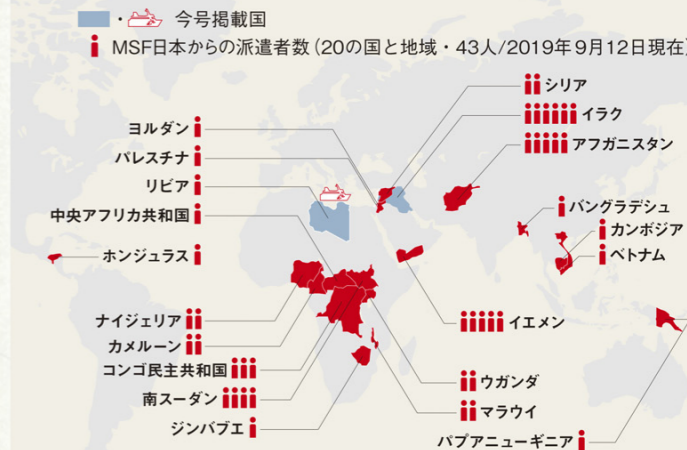 ・ 今号掲載国
MSF日本からの派遣者数（20の国と地域・43人/2019年9月12日現在）
シリア
イラク
アフガニスタン
ヨルダン
パレスチナ
リビア
中央アフリカ共和国
ホンジュラス
バングラデシュ
カンボジア
ベトナム
ナイジェリア
カメルーン
コンゴ民主共和国
南スーダン
ジンバブエ
イエメン
ウガンダ
マラウイ
パプアニューギニア